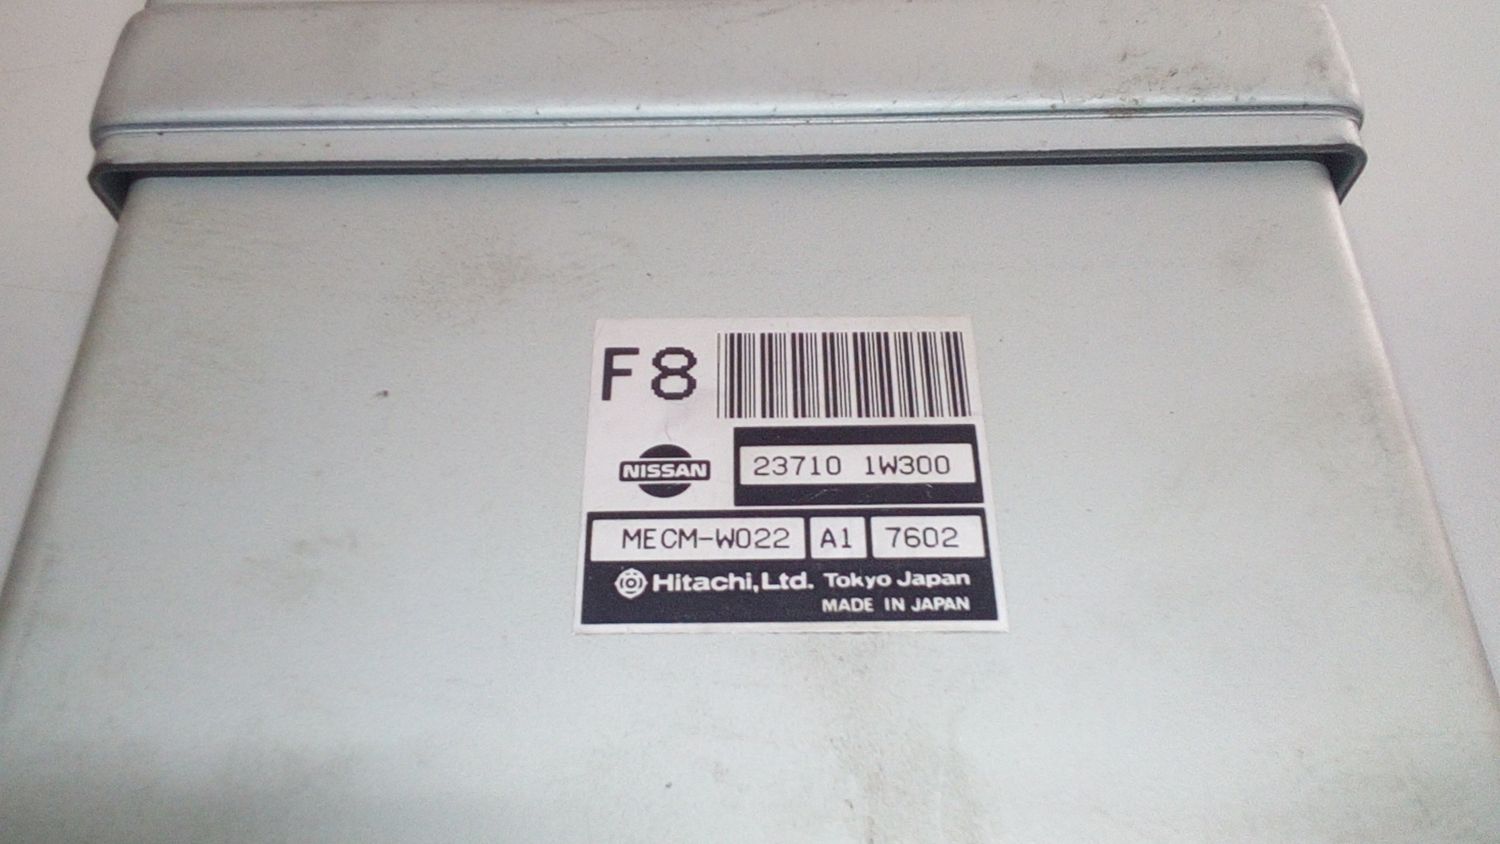 F8
NISSAN
23710 1W300
MECM-W022 A1 7602
Hitachi, Ltd. Tokyo Japan
MADE IN JAPAN